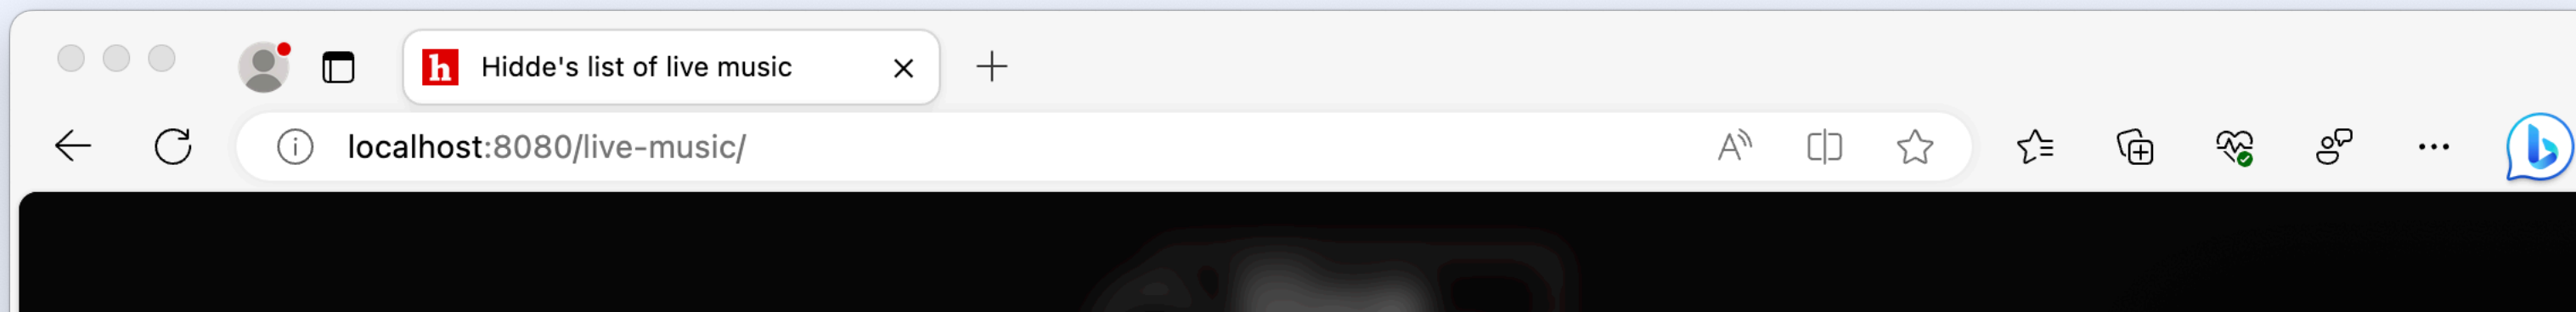 h Hidde's list of live music
localhost:8080/live-music/ A